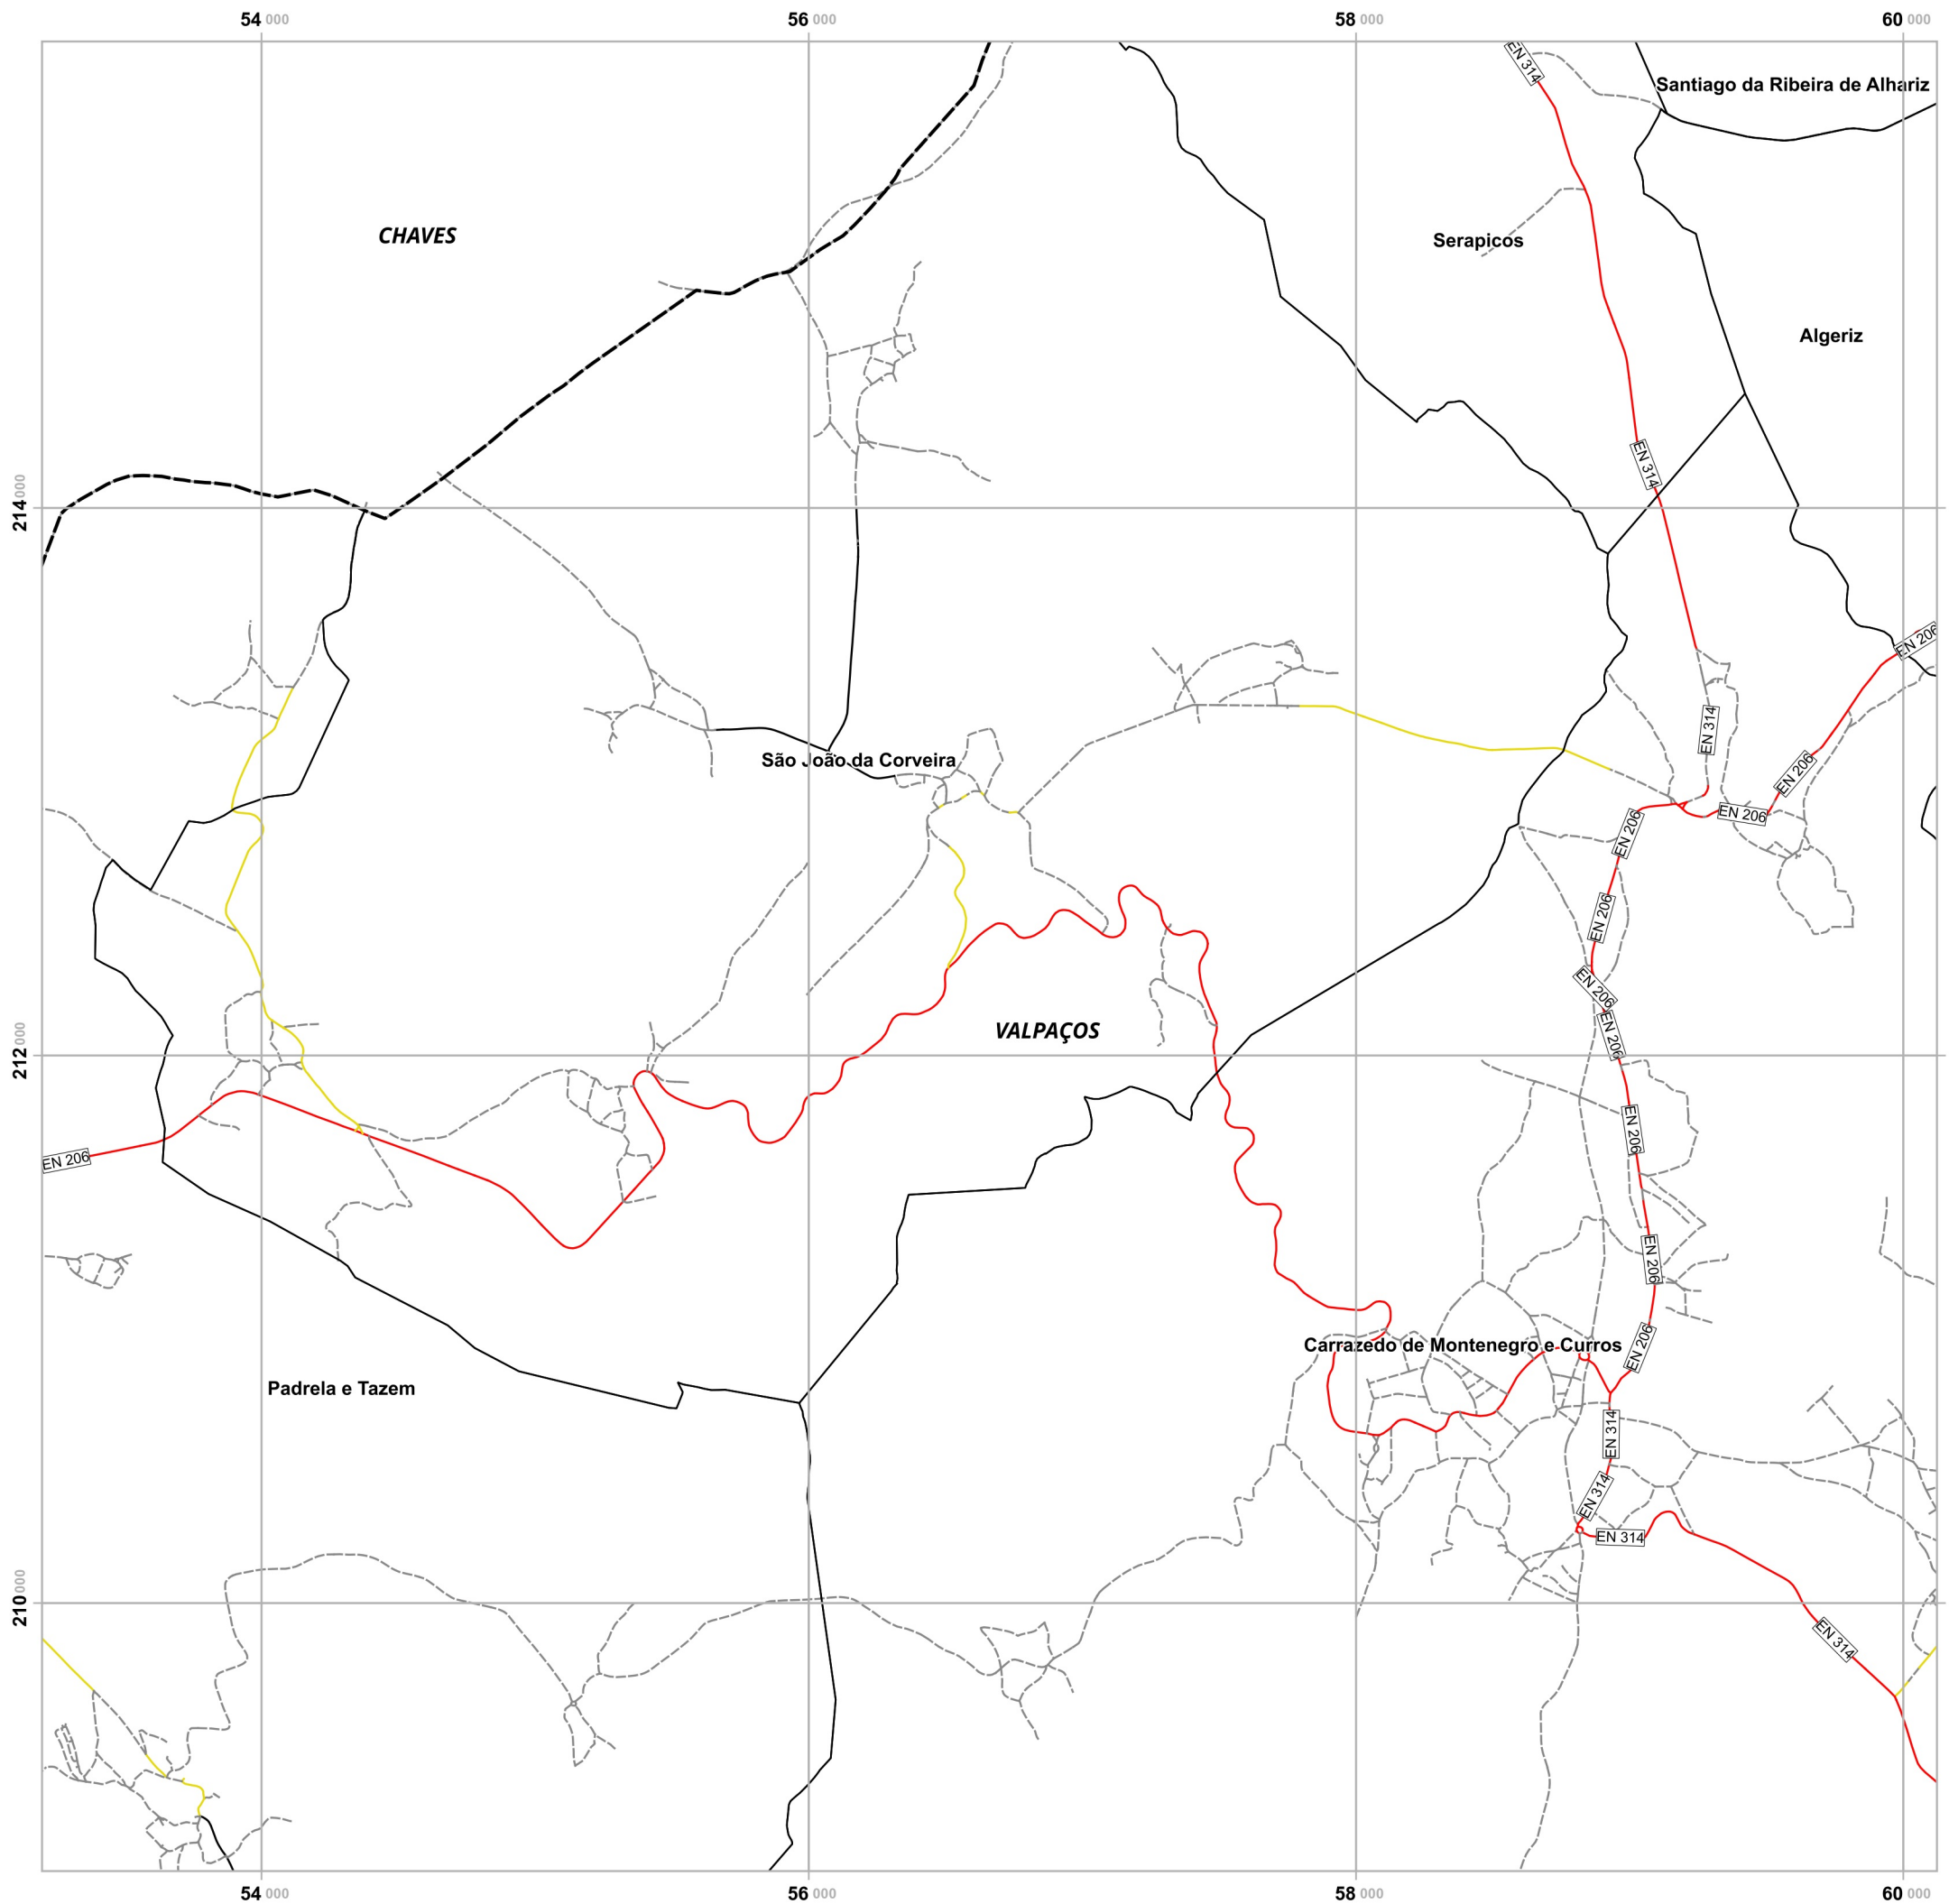 54 000 56 000 58 000 60 000
EN 314
Santiago da Ribeira de Alhariz
CHAVES
Serapicos
Algeriz
EN 314
214 000
EN 206
EN 314
São João da Corveira
EN 206
EN 206
EN 206
EN 206
EN 206
VALPAÇOS
EN 206
212 000
EN 206
EN 206
EN 206
Carrazedo de Montenegro e Curros
EN 206
Padrela e Tazem
EN 314
EN 314
EN 314
210 000
EN 314
54 000 56 000 58 000 60 000